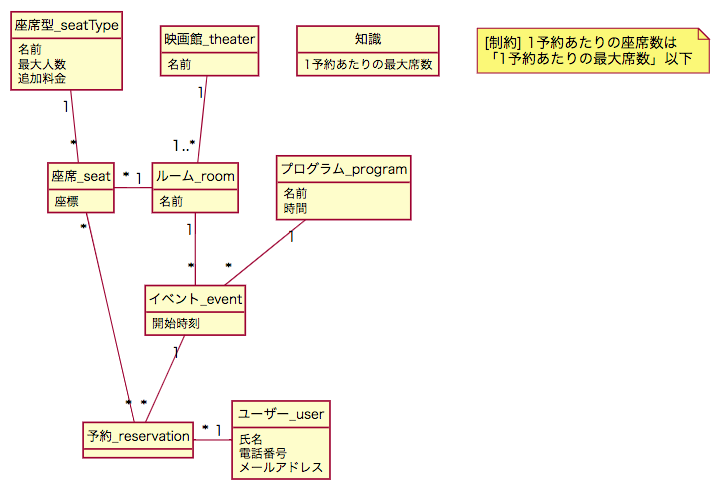 座席型_seatType
名前
最大人数
追加料金
映画館_theater
名前
知識
1予約あたりの最大席数
[制約] 1予約あたりの座席数は
「1予約あたりの最大席数」以下
1
*
1
1..*
座席_seat
座標
* 1
ルーム_room
名前
プログラム_program
名前
時間
*
1
*
1
*
イベント_event
開始時刻
1
* *
予約_reservation
* 1
ユーザー_user
氏名
電話番号
メールアドレス